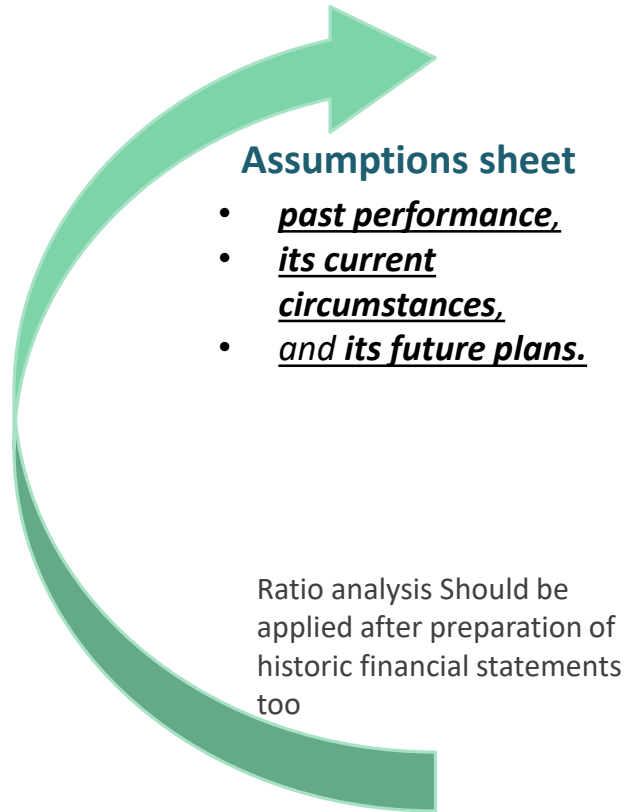 Assumptions sheet
• past performance,
• its current
circumstances,
• and its future plans.
Ratio analysis Should be
applied after preparation of
historic financial statements
too